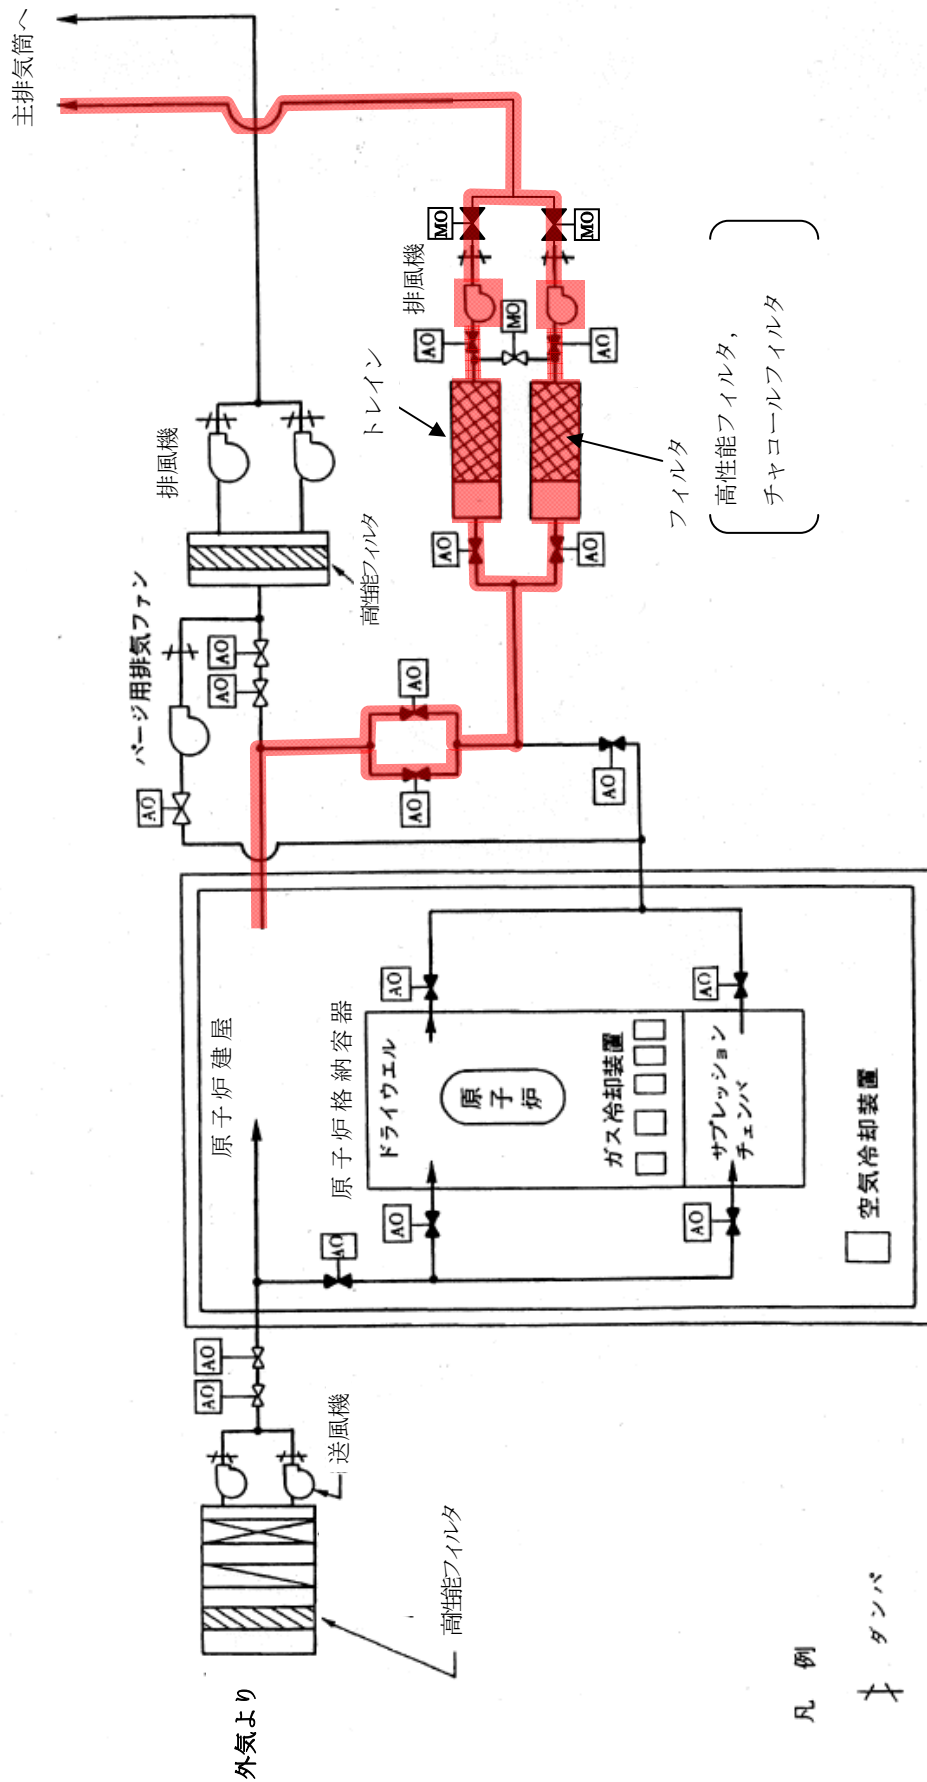 主排気筒へ
排風機
高性能フィルタ
パージ用排気ファン
AO
AO
AO
MO
MO
排風機
MO
AO
AO
トレイン
フィルタ
高性能フィルタ,
チャコールフィルタ
AO
AO
AO
AO
AO
原子炉建屋
原子炉格納容器
ドライウエル
原
子
炉
ガス冷却装置
サプレッション
チェンバ
空気冷却装置
AO
AO
AO
AO
AO
AO
AO
送風機
高性能フィルタ
外気より
凡例
ダンパ